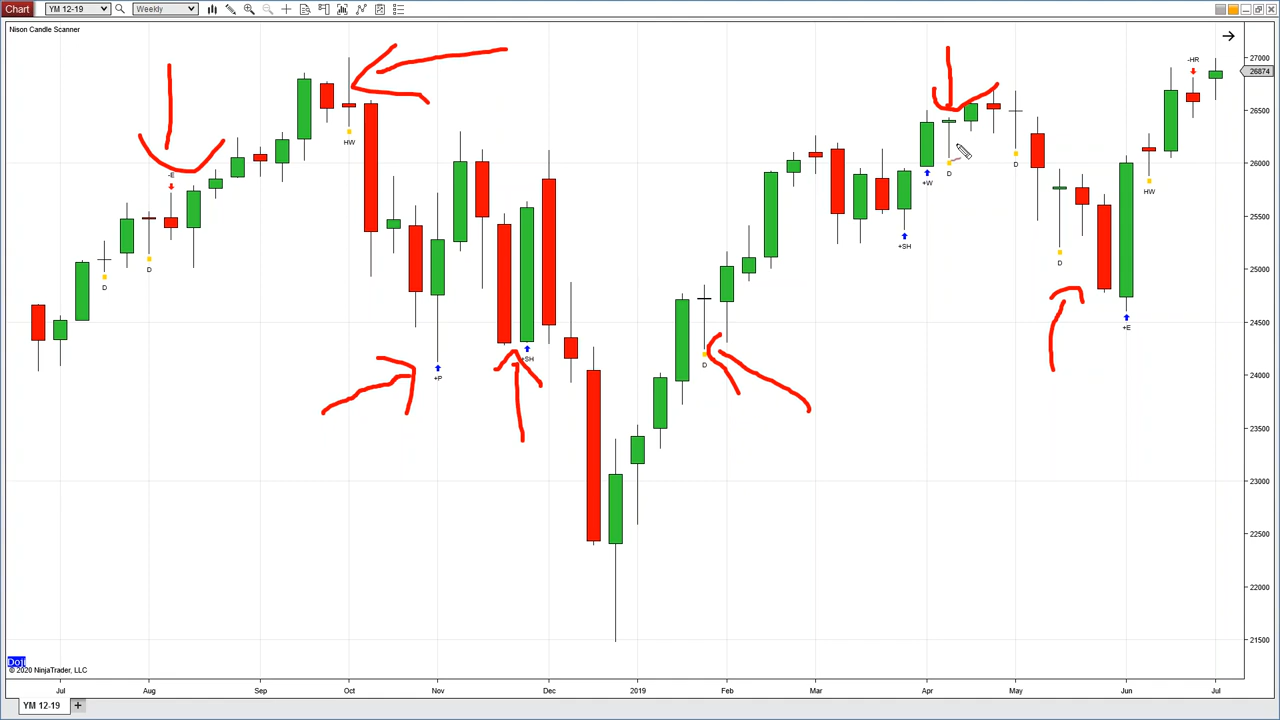 Chart YM 12-19 Weekly
Nison Candle Scanner
27000
-HR
26874
26500
26000
25500
25000
24500
24000
23500
23000
22500
22000
21500
D
D
-E
HW
+P
+SH
D
+SH
+W
D
D
D
+E
HW
Doji
© 2020 NinjaTrader, LLC
Jul Aug Sep Oct Nov Dec 2019 Feb Mar Apr May Jun Jul
YM 12-19 +